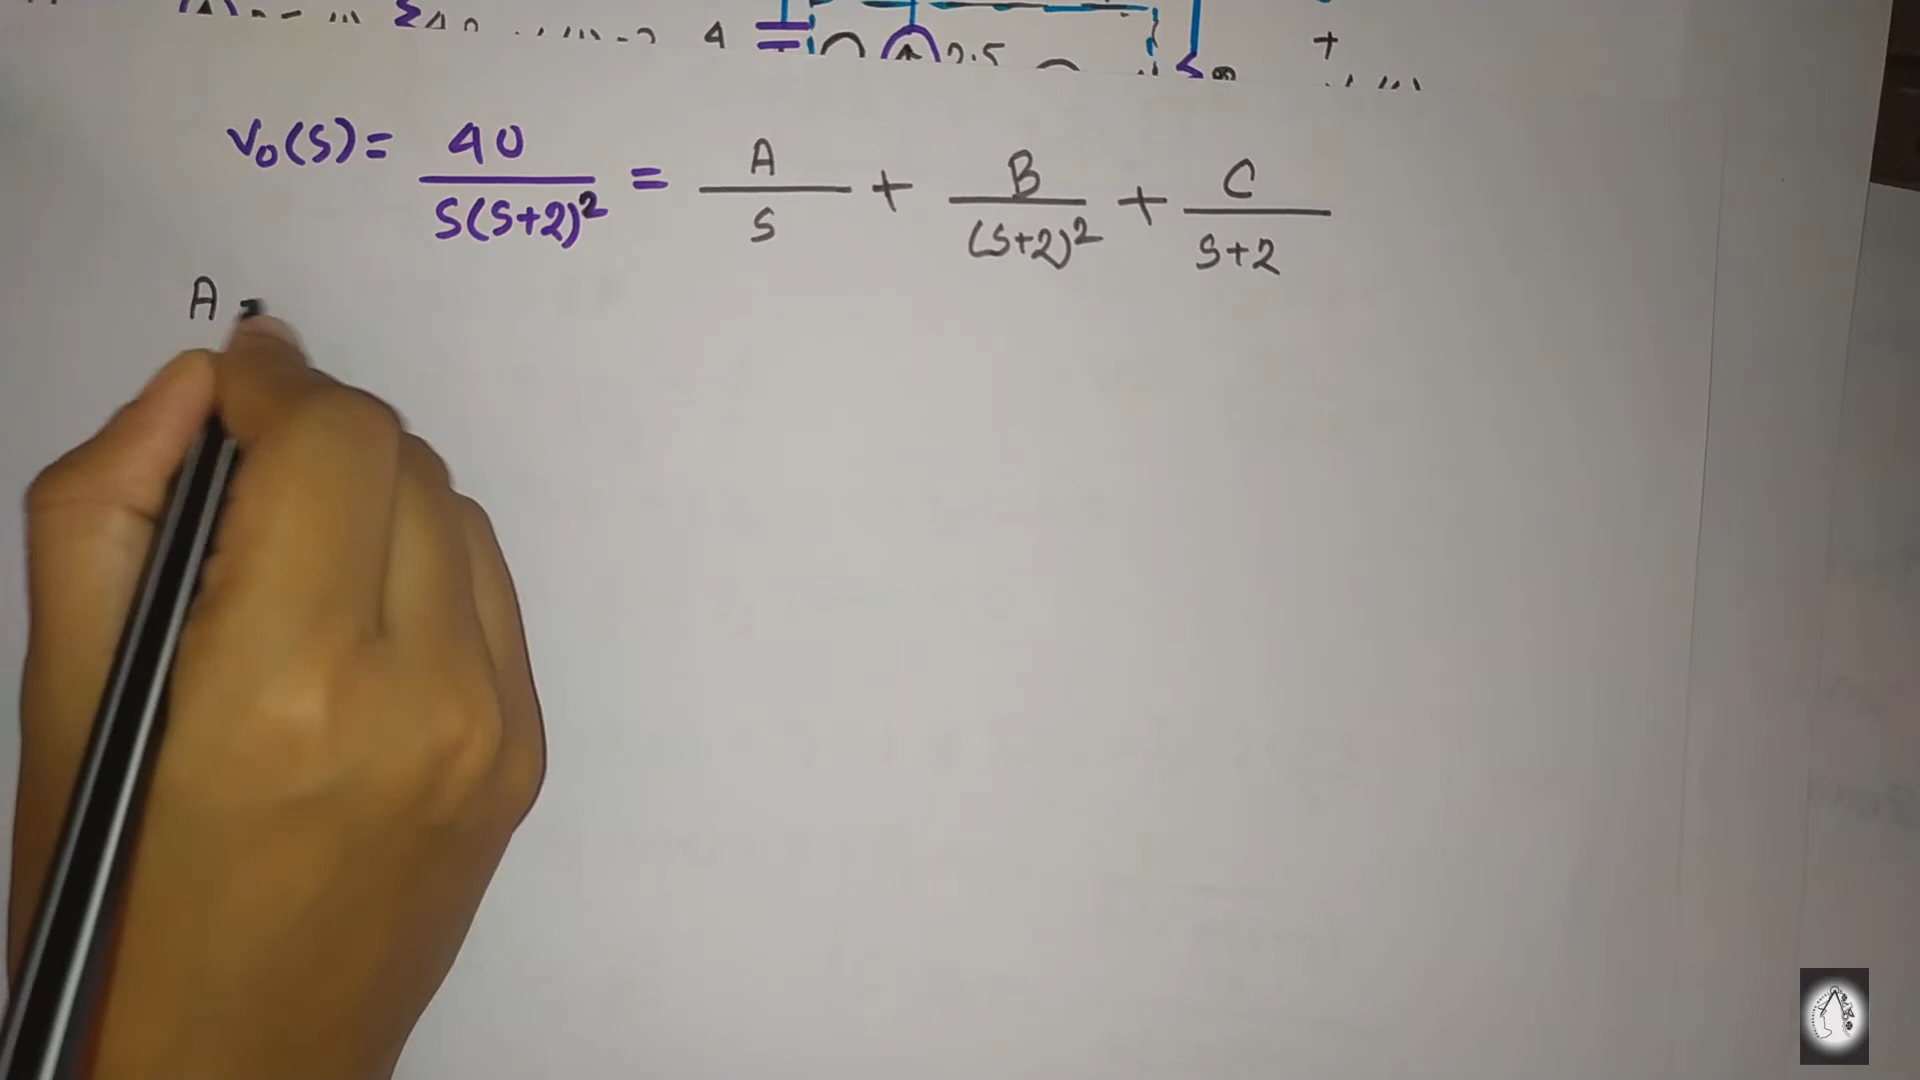 V₀(S) = 40 / S(S+2)² = A / S + B / (S+2)² + C / S+2
A =